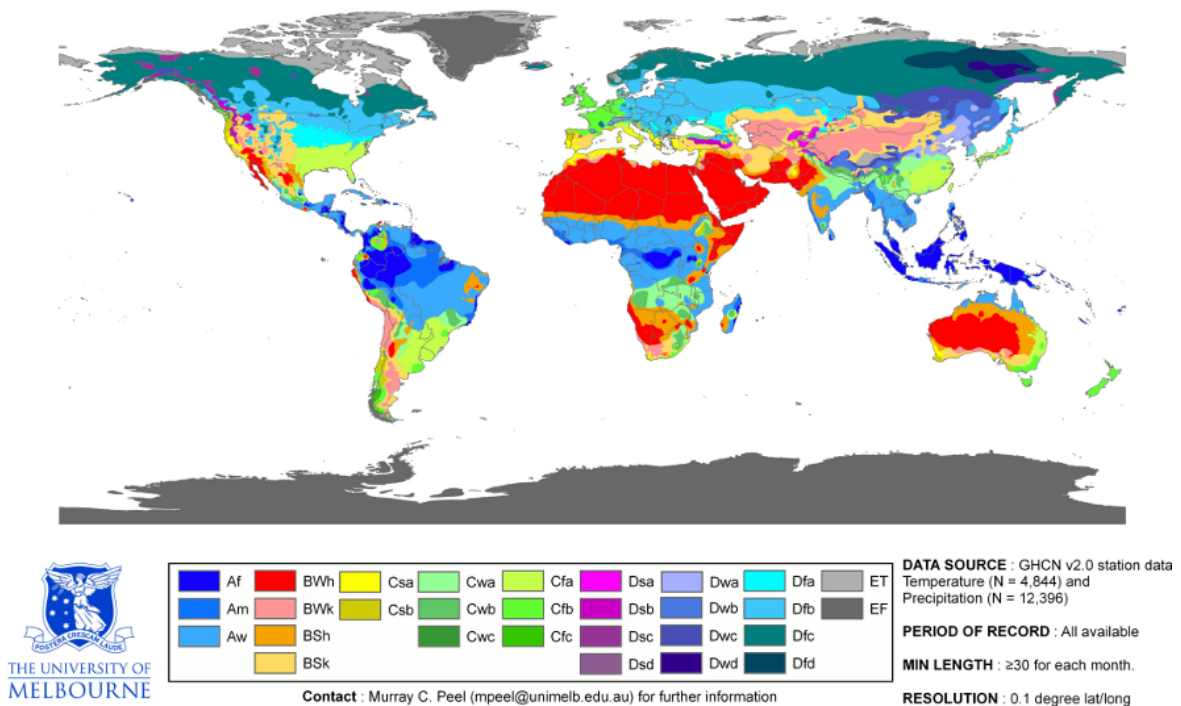 Af
Am
Aw
BWh
BWk
BSh
BSk
Csa
Csb
Cwa
Cwb
Cwc
Cfa
Cfb
Cfc
Dsa
Dsb
Dsc
Dsd
Dwa
Dwb
Dwc
Dwd
Dfa
Dfb
Dfc
Dfd
ET
EF
DATA SOURCE : GHCN v2.0 station data
Temperature (N = 4,844) and
Precipitation (N = 12,396)
PERIOD OF RECORD : All available
MIN LENGTH : ≥30 for each month.
RESOLUTION : 0.1 degree lat/long
POSTERA CRESCAM LAUDE
THE UNIVERSITY OF
MELBOURNE
Contact : Murray C. Peel (mpeel@unimelb.edu.au) for further information